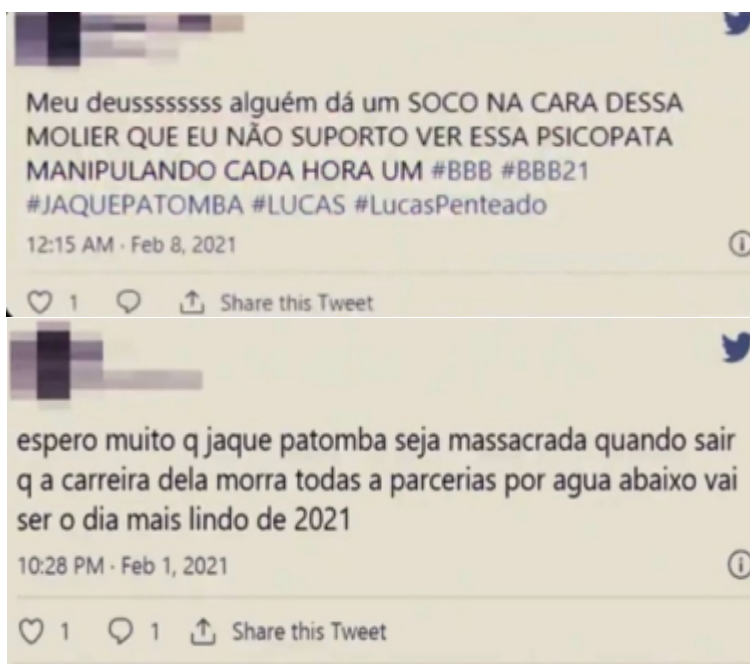 Meu deusssssssss alguém dá um SOCO NA CARA DESSA
MOLIER QUE EU NÃO SUPORTO VER ESSA PSICOPATA
MANIPULANDO CADA HORA UM #BBB #BBB21
#JAQUEPATOMBA #LUCAS #LucasPenteado
12:15 AM · Feb 8, 2021
1 Share this Tweet
espero muito q jaque patomba seja massacrada quando sair
q a carreira dela morra todas a parcerias por agua abaixo vai
ser o dia mais lindo de 2021
10:28 PM · Feb 1, 2021
1 1 Share this Tweet